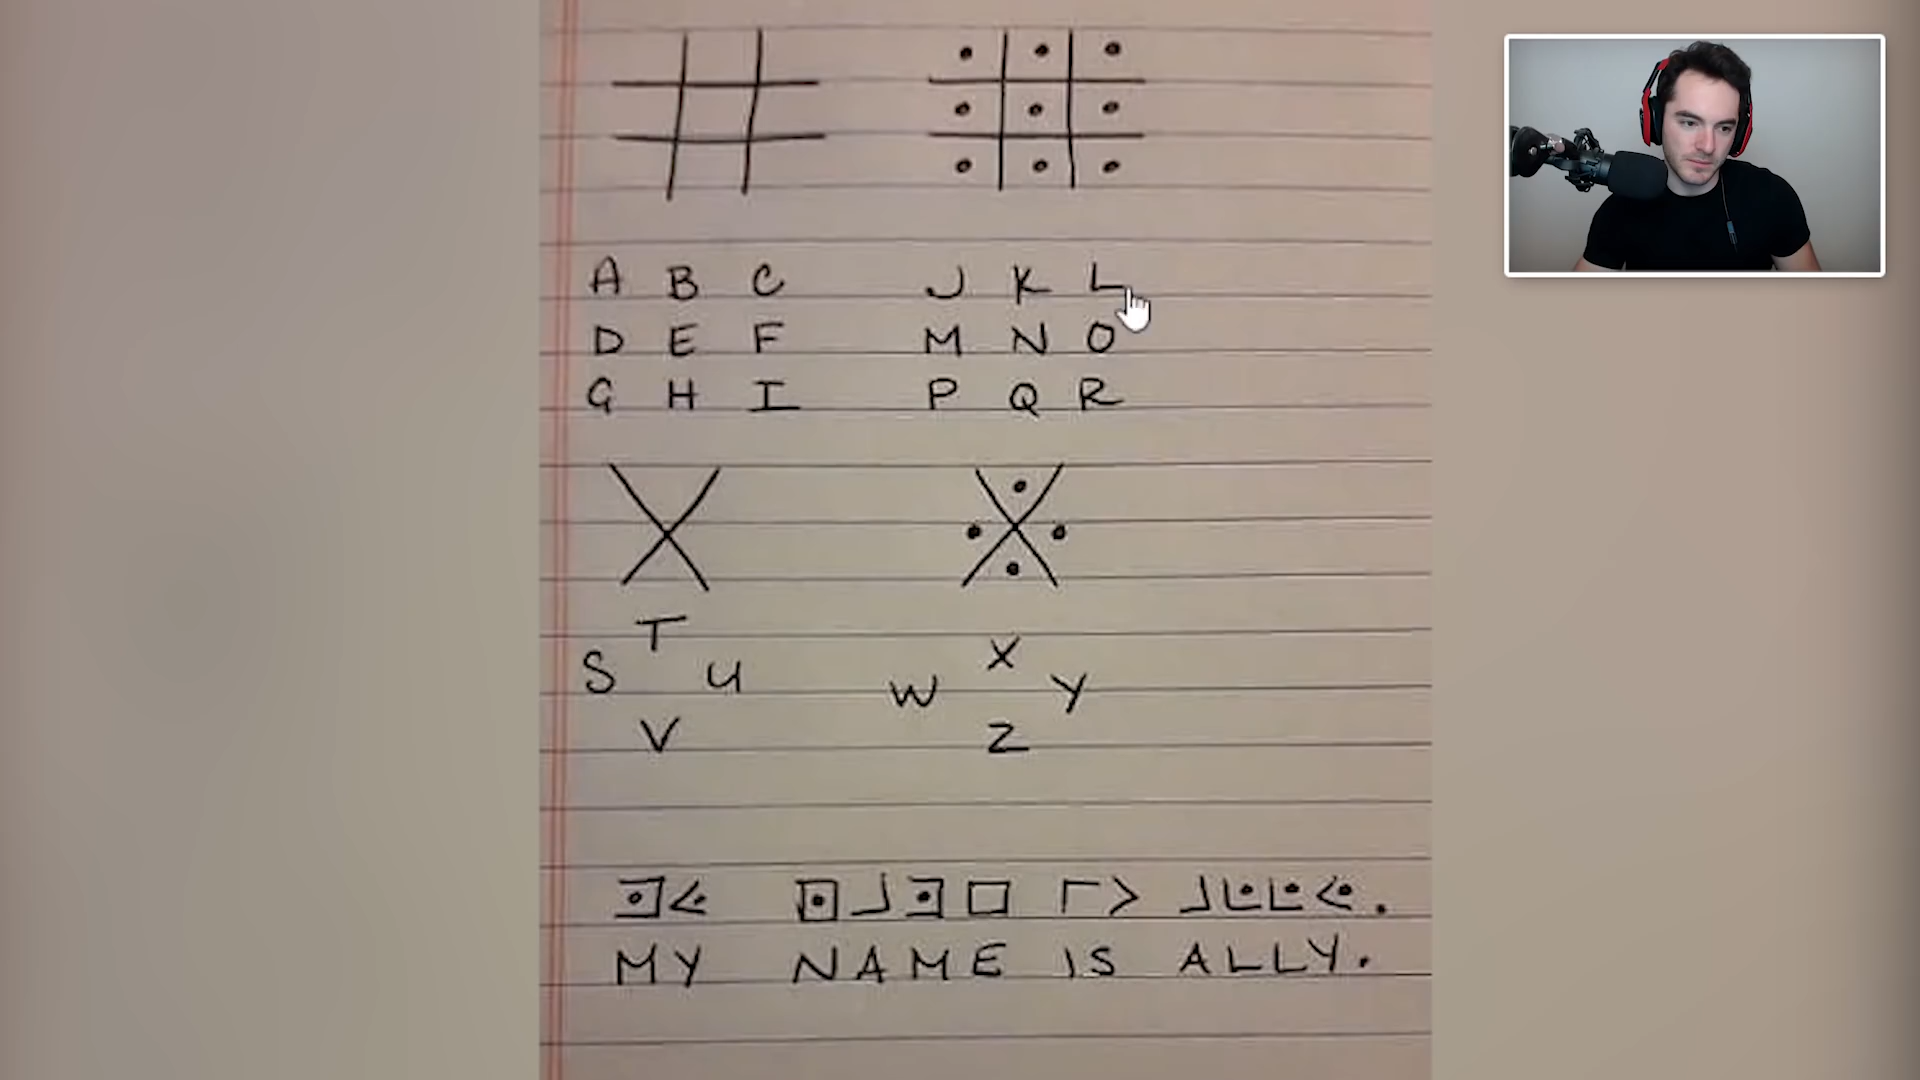 A B C J K L
D E F M N O
G H I P Q R
T
S U
X
W Y
V
Z
MY NAME IS ALLY.